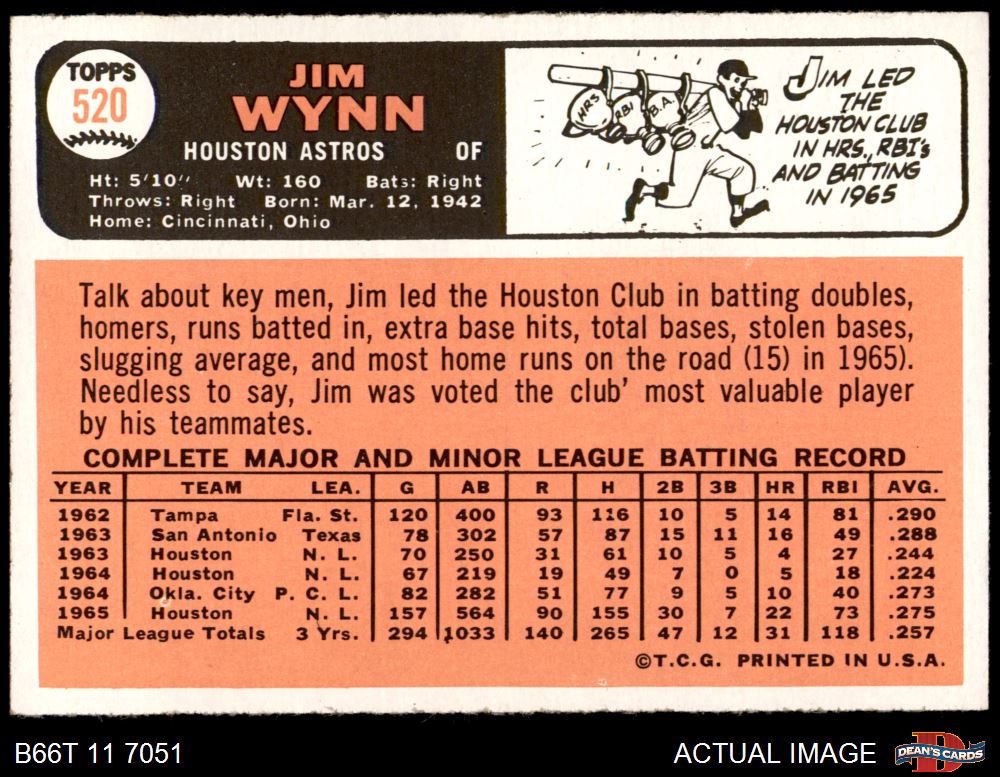 TOPPS
520
JIM
WYNN
HOUSTON ASTROS OF
Ht: 5'10" Wt: 160 Bats: Right
Throws: Right Born: Mar. 12, 1942
Home: Cincinnati, Ohio
HRS
RBI
B.A.
JIM LED
THE
HOUSTON CLUB
IN HRS., RBI's
AND BATTING
IN 1965
Talk about key men, Jim led the Houston Club in batting doubles,
homers, runs batted in, extra base hits, total bases, stolen bases,
slugging average, and most home runs on the road (15) in 1965).
Needless to say, Jim was voted the club' most valuable player
by his teammates.
COMPLETE MAJOR AND MINOR LEAGUE BATTING RECORD
YEAR TEAM LEA. G AB R H 2B 3B HR RBI AVG.
1962 Tampa Fla. St. 120 400 93 116 10 5 14 81 .290
1963 San Antonio Texas 78 302 57 87 15 11 16 49 .288
1963 Houston N. L. 70 250 31 61 10 5 4 27 .244
1964 Houston N. L. 67 219 19 49 7 0 5 18 .224
1964 Okla. City P. C. L. 82 282 51 77 9 5 10 40 .273
1965 Houston N. L. 157 564 90 155 30 7 22 73 .275
Major League Totals 3 Yrs. 294 1033 140 265 47 12 31 118 .257
©T.C.G. PRINTED IN U.S.A.
B66T 11 7051
ACTUAL IMAGE
D
DEAN'S CARDS